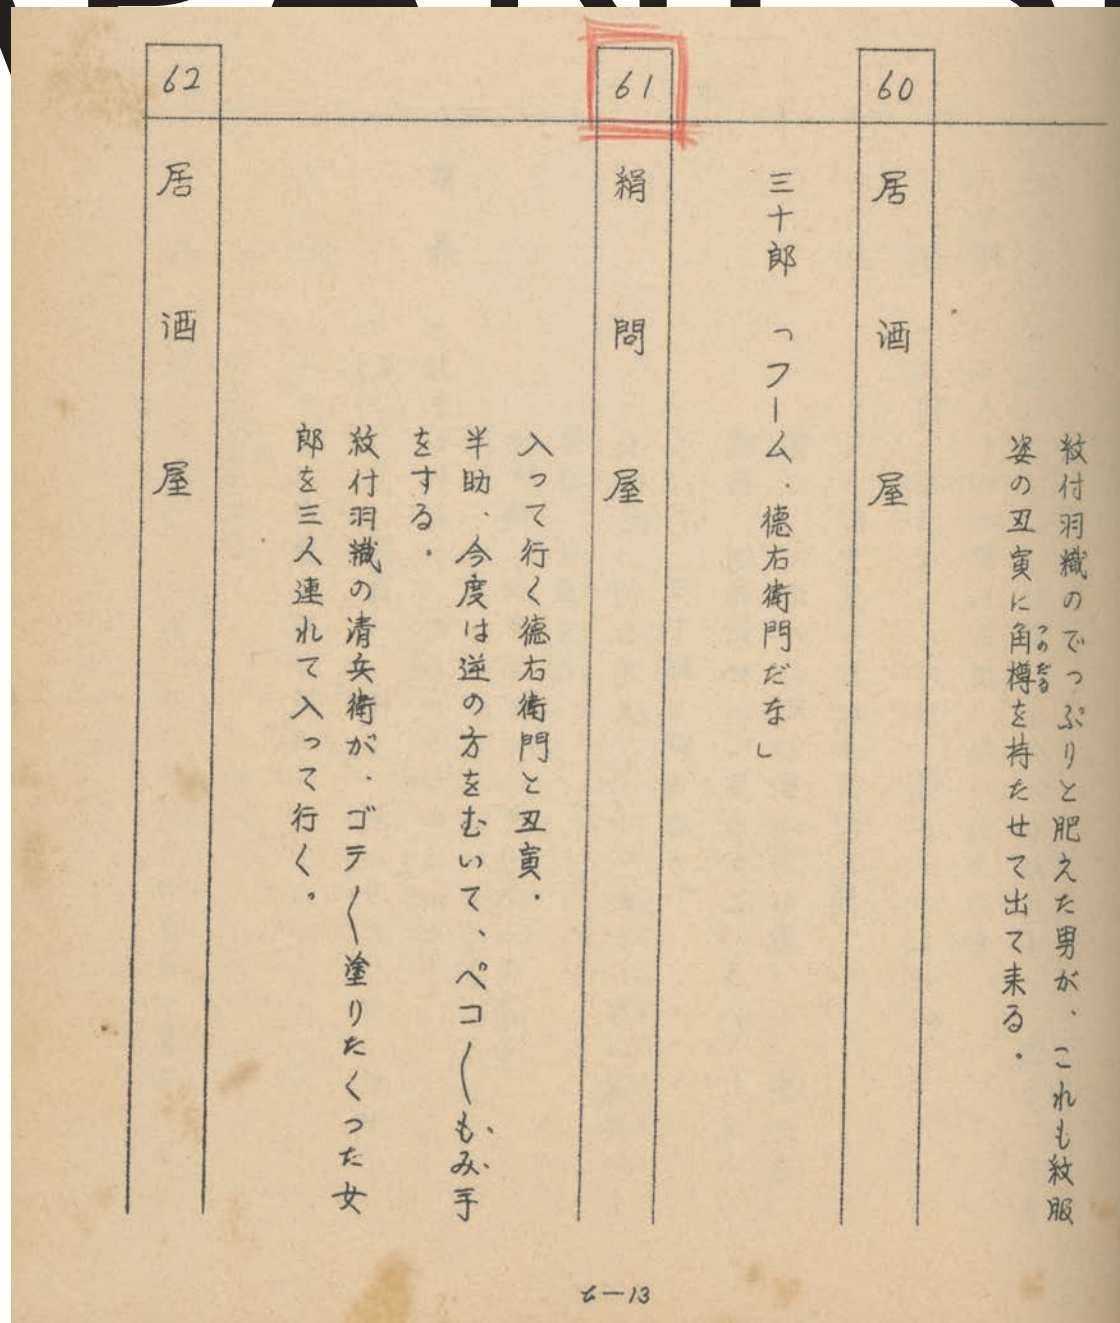 紋付羽織のでっぷりと肥えた男が、これも紋服
姿の丑寅に角樽を持たせて出て来る。
つのだる
60
居酒屋
三十郎　「フーム、徳右衛門だな」
61
絹問屋
入って行く徳右衛門と丑寅。
半助、今度は逆の方をむいて、ペコ〱もみ手
をする。
紋付羽織の清兵衛が、ゴテ〱塗りたくった女
郎を三人連れて入って行く。
62
居酒屋